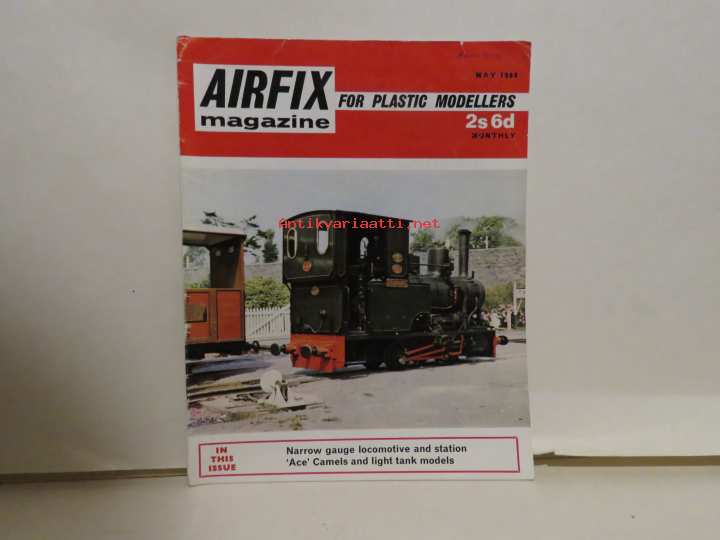 MAY
AIRFIX
magazine
FOR PLASTIC MODELLERS
2s 6d
MONTHLY
Antikvariaatti.net
IN
THIS
ISSUE
Narrow gauge locomotive and station
'Ace' Camels and light tank models